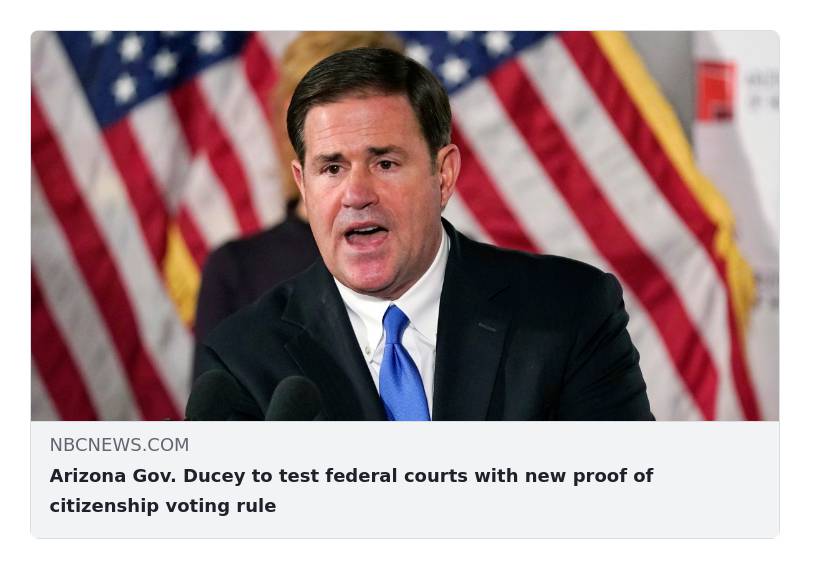 NBCNEWS.COM
Arizona Gov. Ducey to test federal courts with new proof of
citizenship voting rule